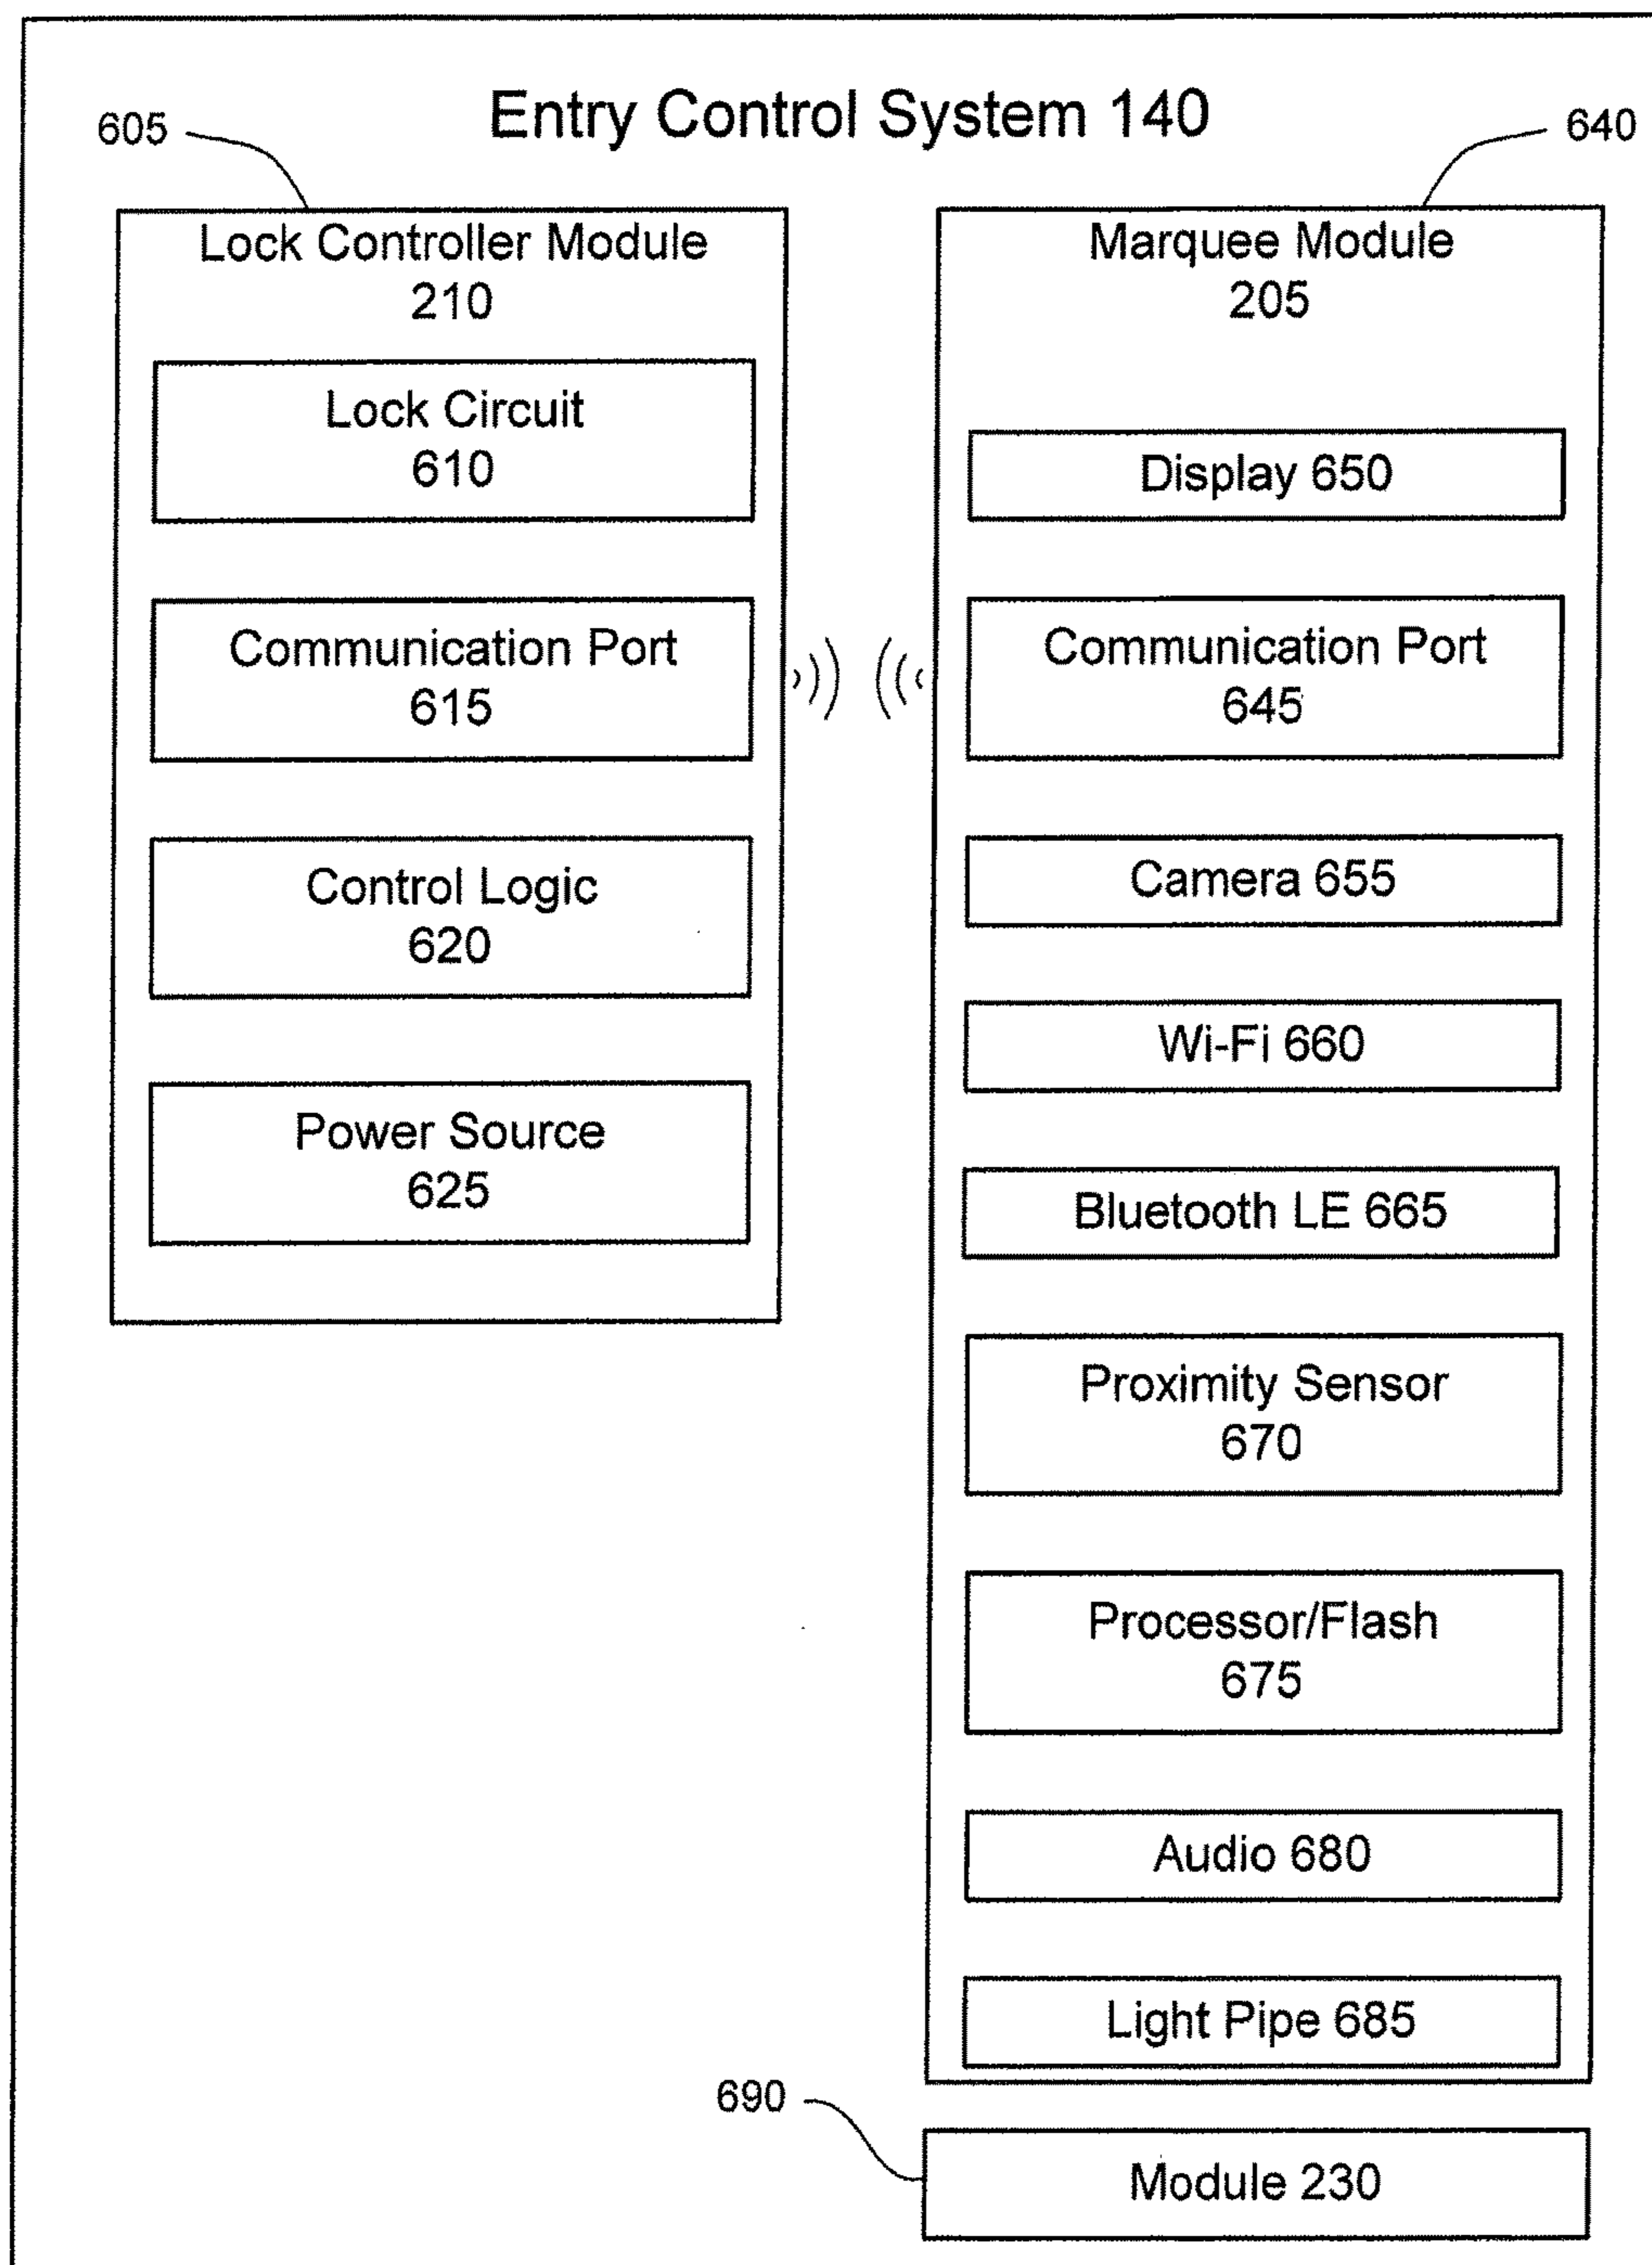 Entry Control System 140
605
640
Lock Controller Module
210
Lock Circuit
610
Communication Port
615
Control Logic
620
Power Source
625
Marquee Module
205
Display 650
Communication Port
645
Camera 655
Wi-Fi 660
Bluetooth LE 665
Proximity Sensor
670
Processor/Flash
675
Audio 680
Light Pipe 685
690
Module 230